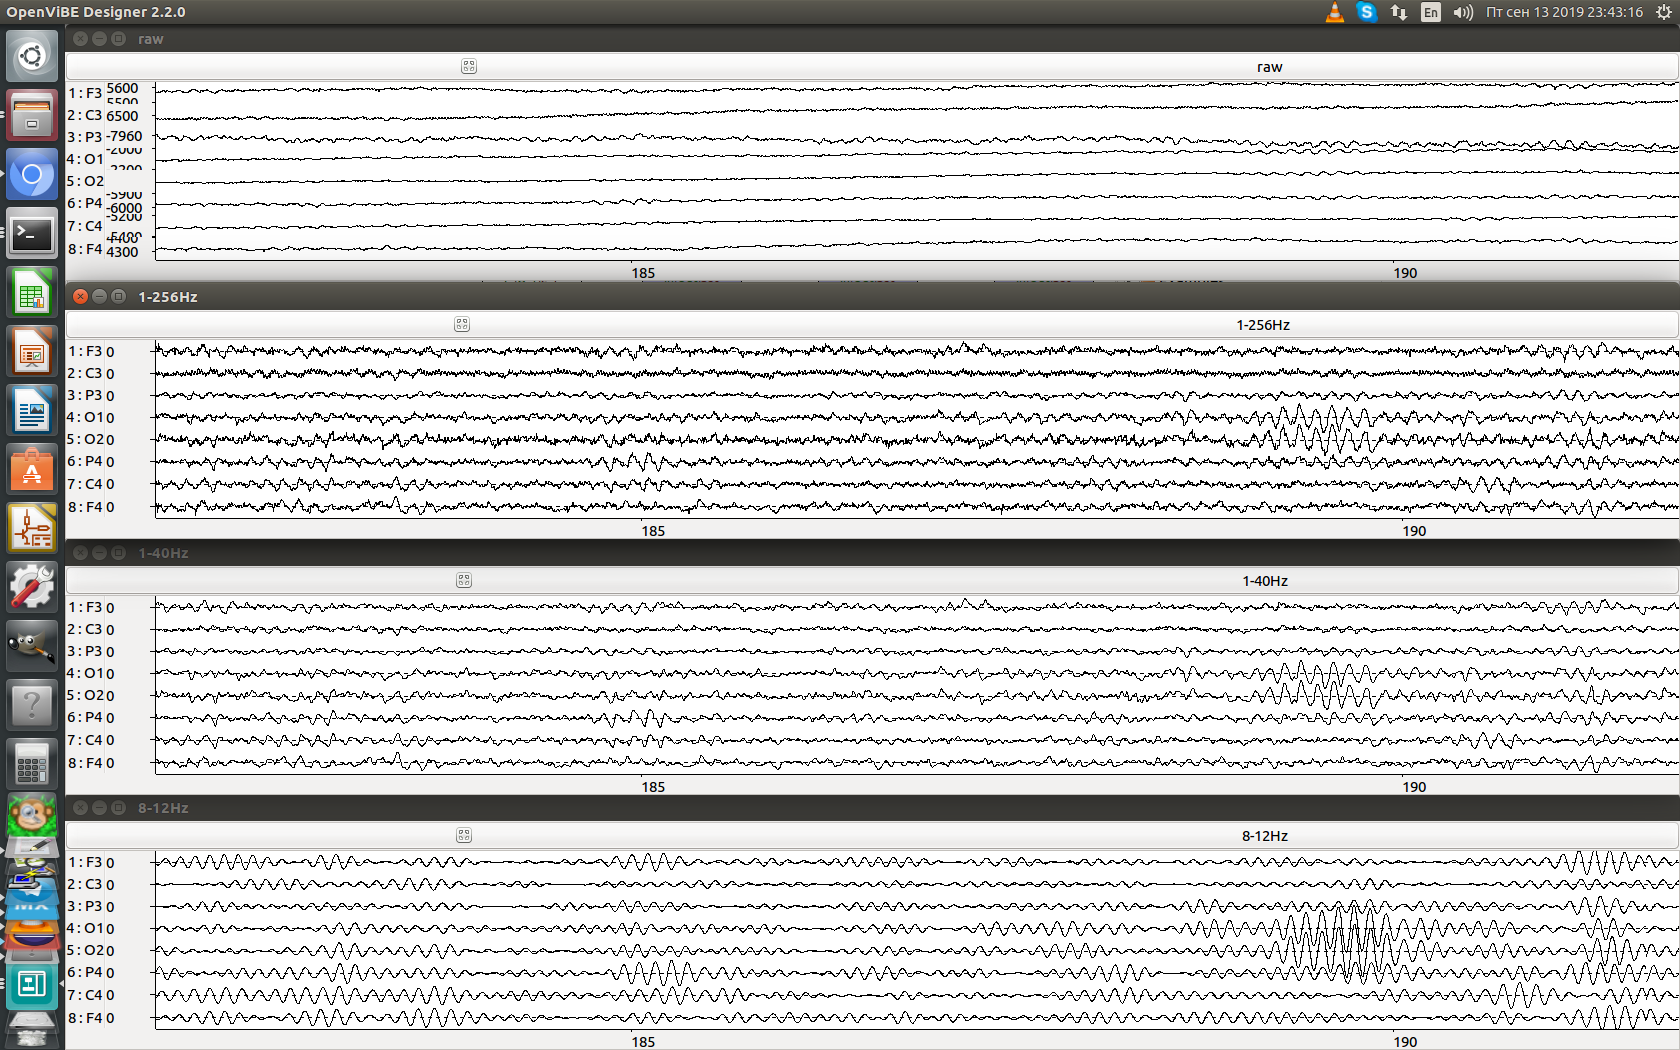 OpenViBE Designer 2.2.0
En
Пт сен 13 2019 23:43:16
raw
raw
1:F3 5600
5500
2:C3 6500
3:P3 -7960
-2000
4:O1
-2200
5:O2
-5900
6:P4 -6000
-5200
7:C4
-5400
4400
8:F4 4300
185 190
1-256Hz
1-256Hz
1:F3 0
2:C3 0
3:P3 0
4:O1 0
5:O2 0
6:P4 0
7:C4 0
8:F4 0
185 190
1-40Hz
1-40Hz
1:F3 0
2:C3 0
3:P3 0
4:O1 0
5:O2 0
6:P4 0
7:C4 0
8:F4 0
185 190
8-12Hz
8-12Hz
1:F3 0
2:C3 0
3:P3 0
4:O1 0
5:O2 0
6:P4 0
7:C4 0
8:F4 0
185 190